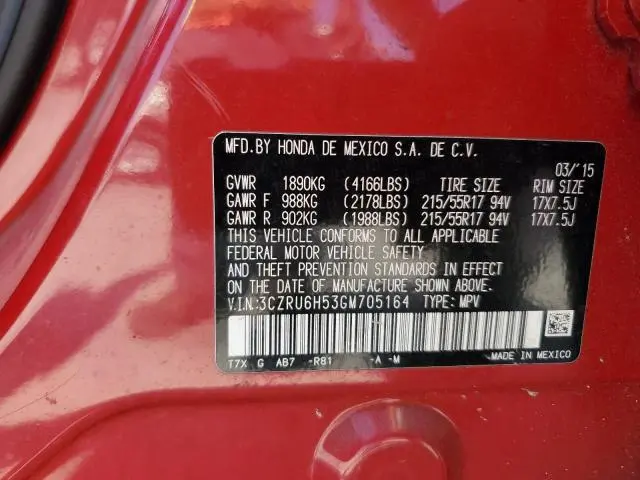 MFD.BY HONDA DE MEXICO S.A. DE C.V.
03/'15
GVWR 1890KG (4166LBS) TIRE SIZE RIM SIZE
GAWR F 988KG (2178LBS) 215/55R17 94V 17X7.5J
GAWR R 902KG (1988LBS) 215/55R17 94V 17X7.5J
THIS VEHICLE CONFORMS TO ALL APPLICABLE
FEDERAL MOTOR VEHICLE SAFETY
AND THEFT PREVENTION STANDARDS IN EFFECT
ON THE DATE OF MANUFACTURE SHOWN ABOVE.
V.I.N:3CZRU6H53GM705164 TYPE: MPV
T7X G AB7 -R81 -A -M
MADE IN MEXICO